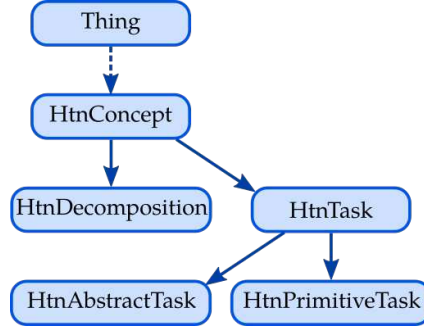 Thing
HtnConcept
HtnDecomposition
HtnTask
HtnAbstractTask
HtnPrimitiveTask